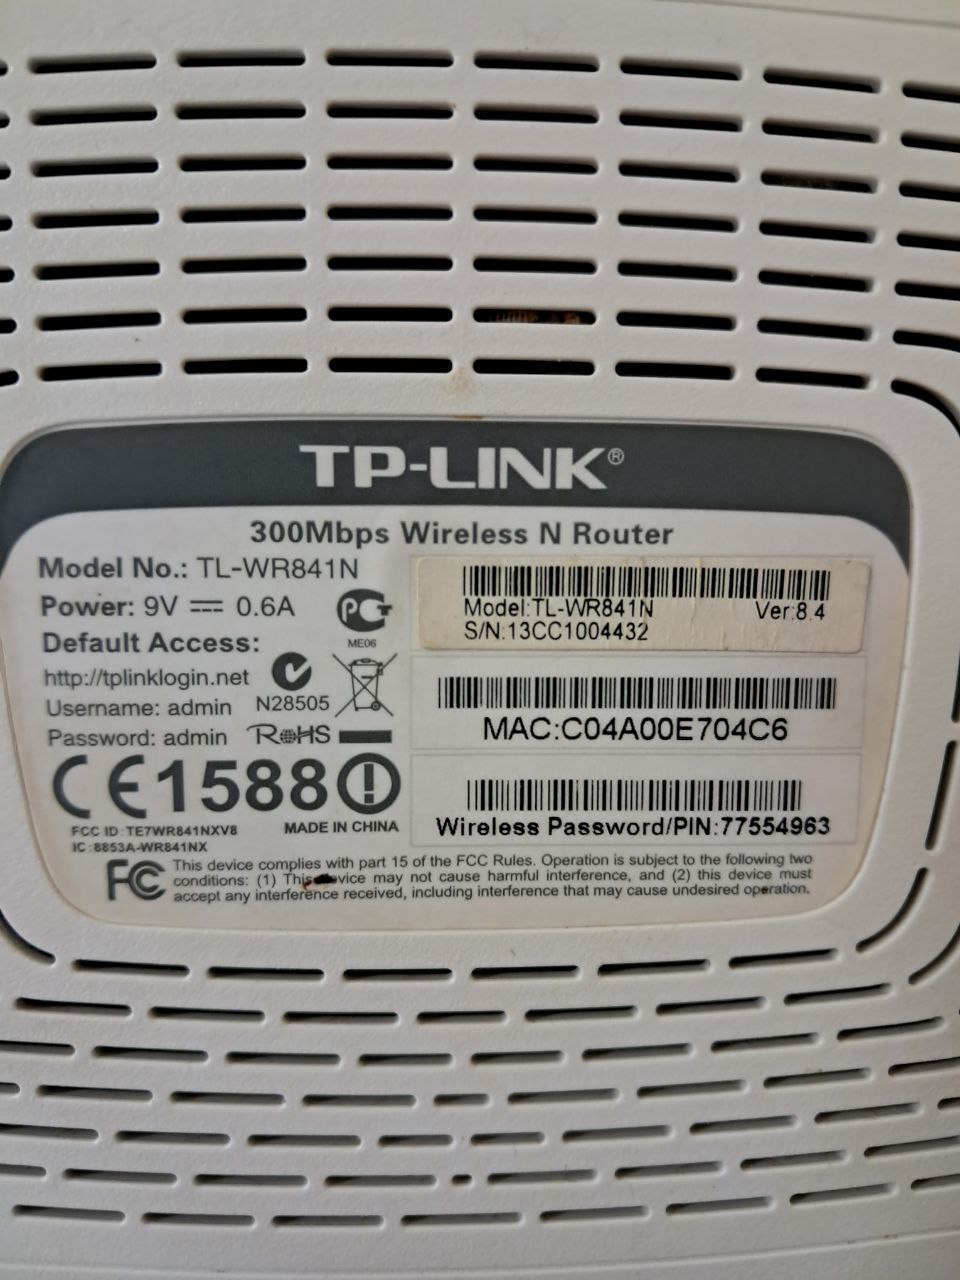 TP-LINK®
300Mbps Wireless N Router
Model No.: TL-WR841N
Power: 9V 0.6A
Default Access:
http://tplinklogin.net
Username: admin
Password: admin
ME06
N28505
RoHS
CE1588
FCC ID:TE7WR841NXV8
IC:8853A-WR841NX
MADE IN CHINA
Model:TL-WR841N Ver:8.4
S/N:13CC1004432
MAC:C04A00E704C6
Wireless Password/PIN:77554963
FC
This device complies with part 15 of the FCC Rules. Operation is subject to the following two
conditions: (1) This device may not cause harmful interference, and (2) this device must
accept any interference received, including interference that may cause undesired operation.